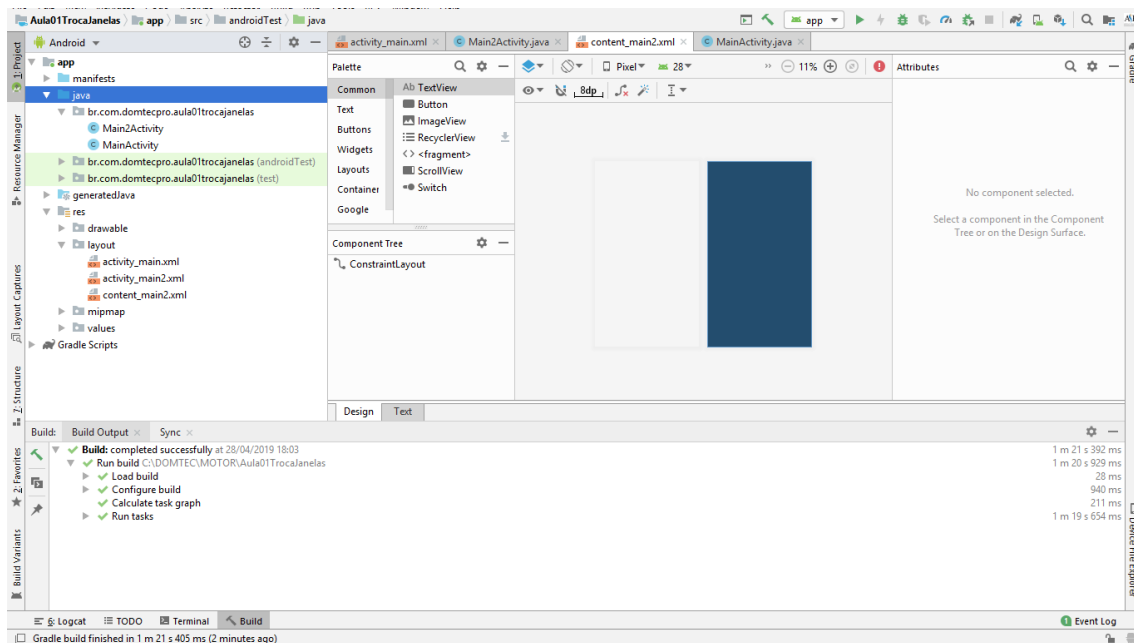 Aula01TrocaJanelas app src androidTest java
app
Android
activity_main.xml Main2Activity.java content_main2.xml MainActivity.java
1: Project
Resource Manager
Layout Captures
7: Structure
2: Favorites
Build Variants
app
manifests
java
br.com.domtecpro.aula01trocajanelas
Main2Activity
MainActivity
br.com.domtecpro.aula01trocajanelas (androidTest)
br.com.domtecpro.aula01trocajanelas (test)
generatedJava
res
drawable
layout
activity_main.xml
activity_main2.xml
content_main2.xml
mipmap
values
Gradle Scripts
Palette
Common
Text
Buttons
Widgets
Layouts
Container
Google
Ab TextView
Button
ImageView
RecyclerView
<fragment>
ScrollView
Switch
Component Tree
ConstraintLayout
Pixel 28 11%
8dp
Attributes
No component selected.
Select a component in the Component
Tree or on the Design Surface.
Gradle
Device File Explorer
Design Text
Build: Build Output Sync
Build: completed successfully at 28/04/2019 18:03 1 m 21 s 392 ms
Run build C:\DOMTEC\MOTOR\Aula01TrocaJanelas 1 m 20 s 929 ms
Load build 28 ms
Configure build 940 ms
Calculate task graph 211 ms
Run tasks 1 m 19 s 654 ms
6: Logcat TODO Terminal Build 1 Event Log
Gradle build finished in 1 m 21 s 405 ms (2 minutes ago)